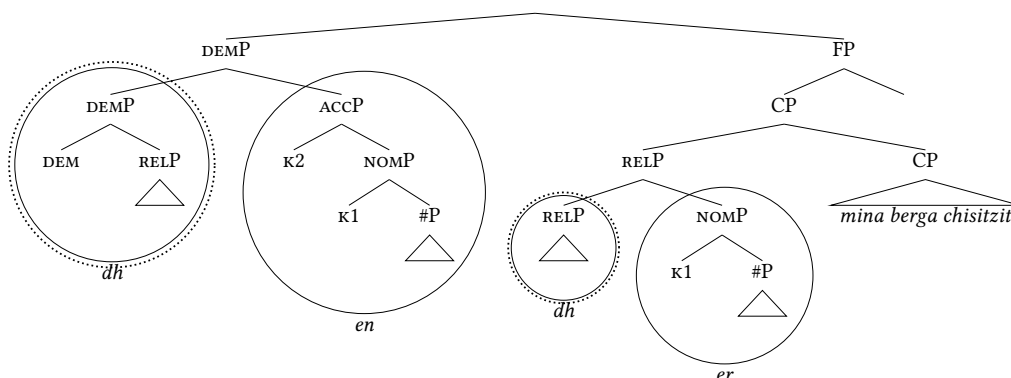 DEMP FP
DEMP ACCP CP
DEM RELP K2 NOMP RELP CP
K1 #P RELP NOMP mina berga chisitzit
dh K1 #P
en dh
er